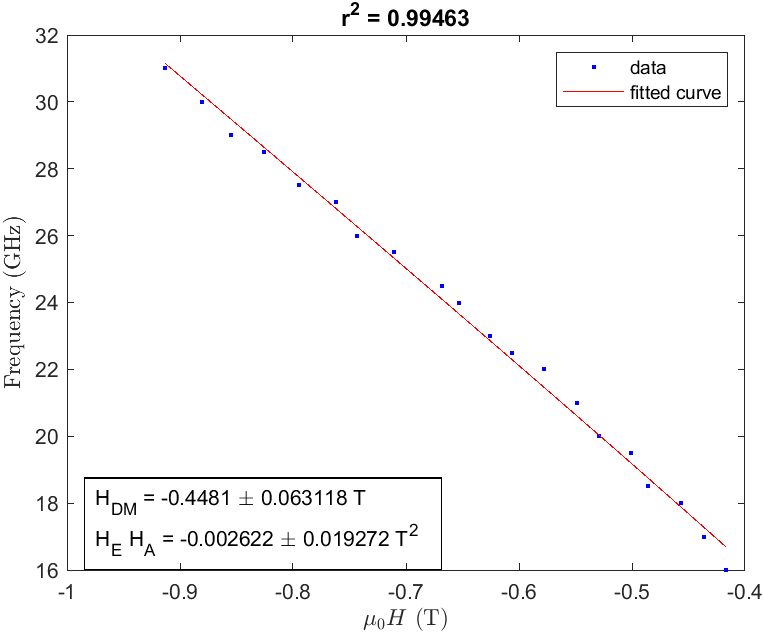 r² = 0.99463
32
30
28
26
24
22
20
18
16
Frequency (GHz)
data
fitted curve
H_DM = -0.4481 ± 0.063118 T
H_E H_A = -0.002622 ± 0.019272 T²
-1 -0.9 -0.8 -0.7 -0.6 -0.5 -0.4
μ₀H (T)